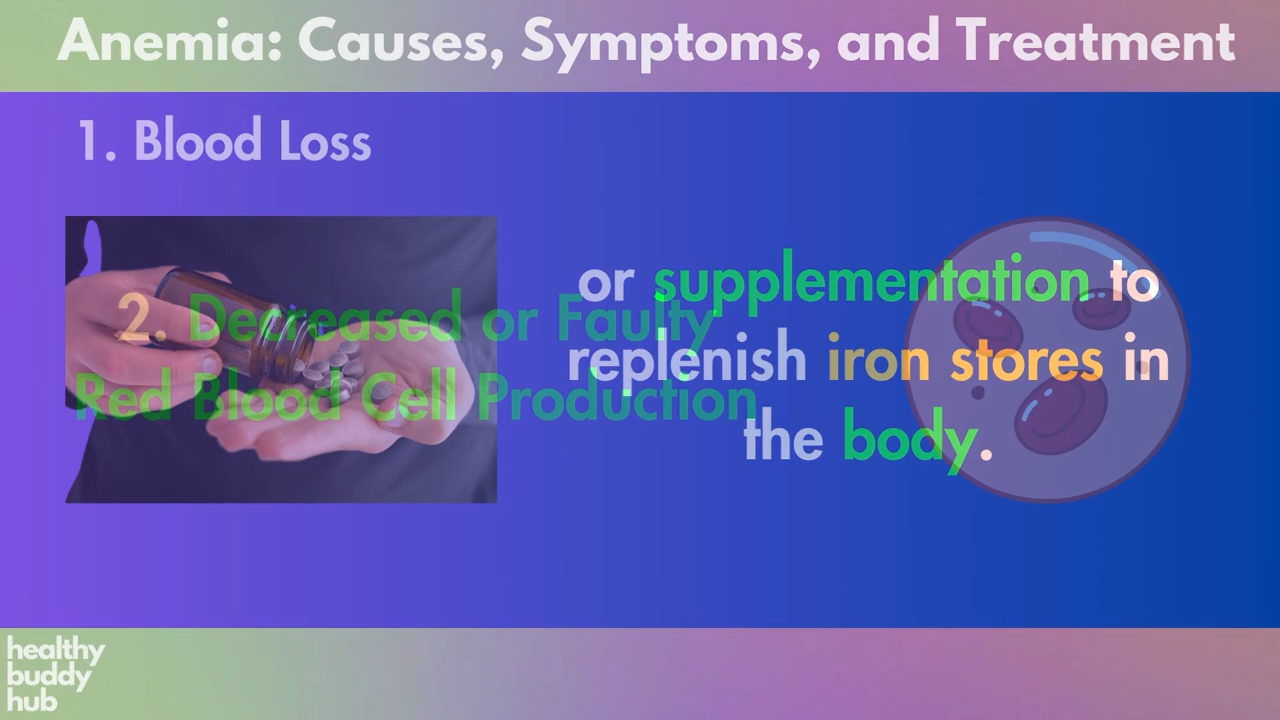 Anemia: Causes, Symptoms, and Treatment
1. Blood Loss
or supplementation to
replenish iron stores in
the body.
2. Decreased or Faulty
Red Blood Cell Production
healthy
buddy
hub